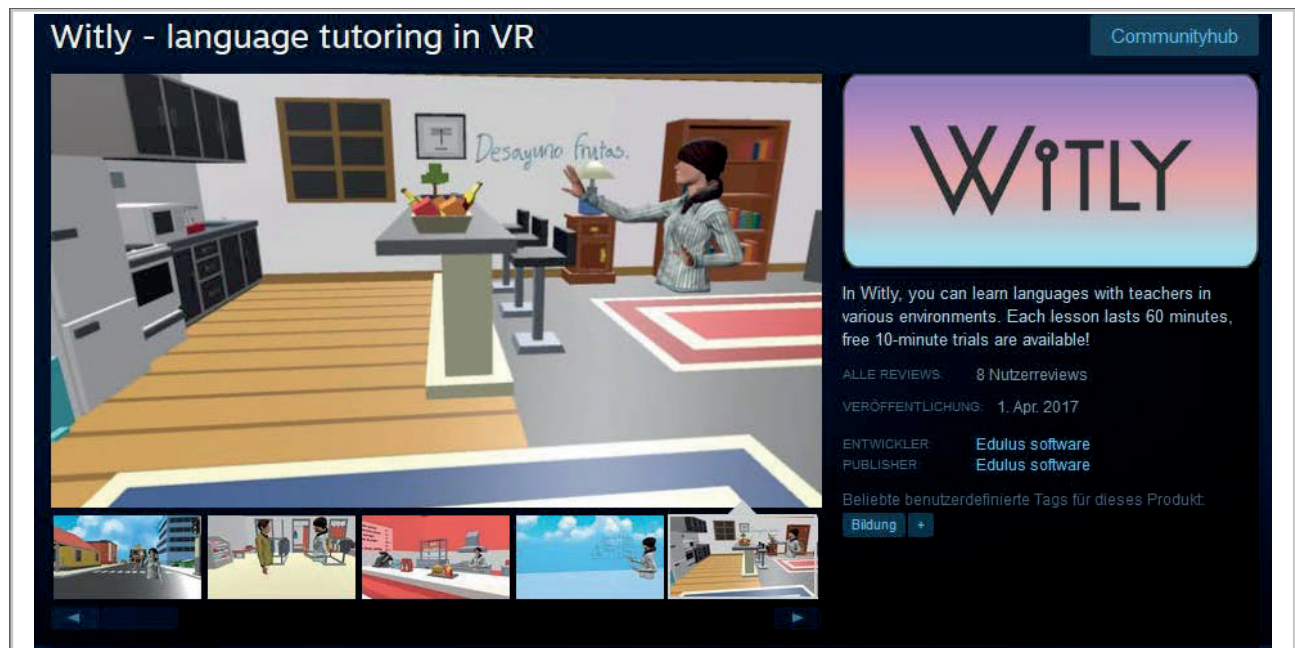 Witly - language tutoring in VR
Communityhub
Desayuno frutas.
WiTLY
In Witly, you can learn languages with teachers in
various environments. Each lesson lasts 60 minutes,
free 10-minute trials are available!
ALLE REVIEWS: 8 Nutzerreviews
VERÖFFENTLICHUNG: 1. Apr. 2017
ENTWICKLER: Edulus software
PUBLISHER: Edulus software
Beliebte benutzerdefinierte Tags für dieses Produkt:
Bildung +